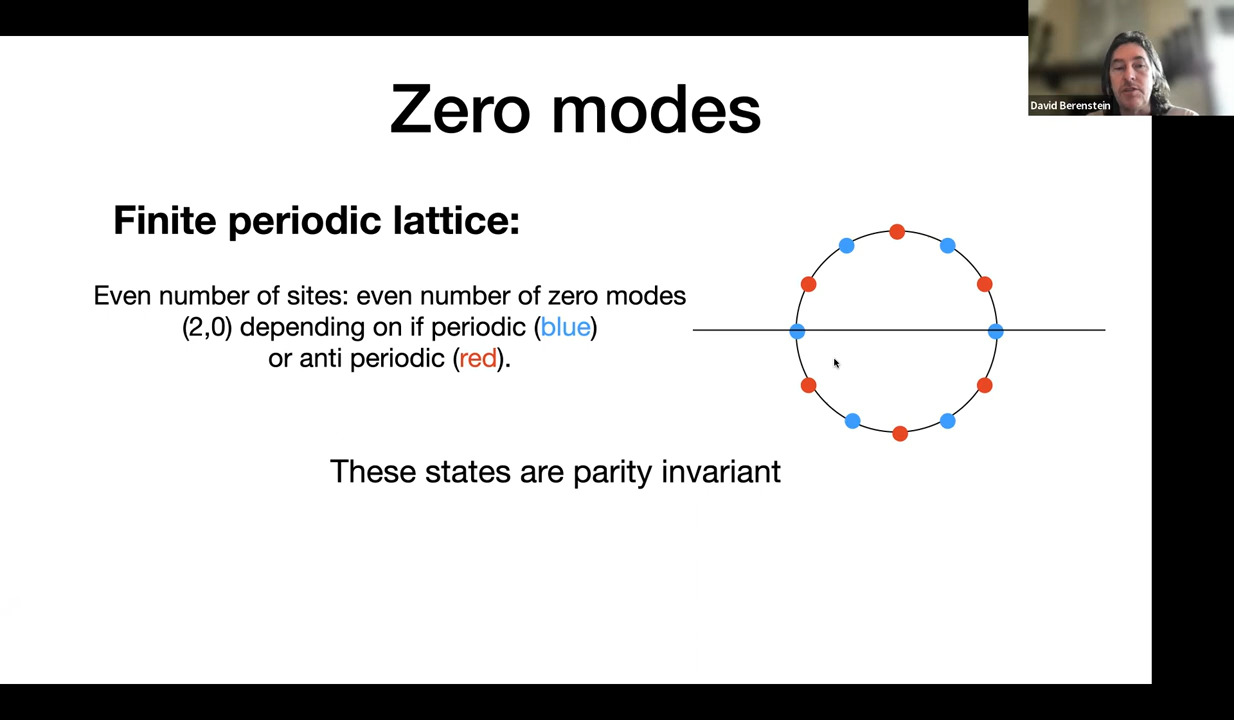 Zero modes
David Berenstein
Finite periodic lattice:
Even number of sites: even number of zero modes
(2,0) depending on if periodic (blue)
or anti periodic (red).
These states are parity invariant